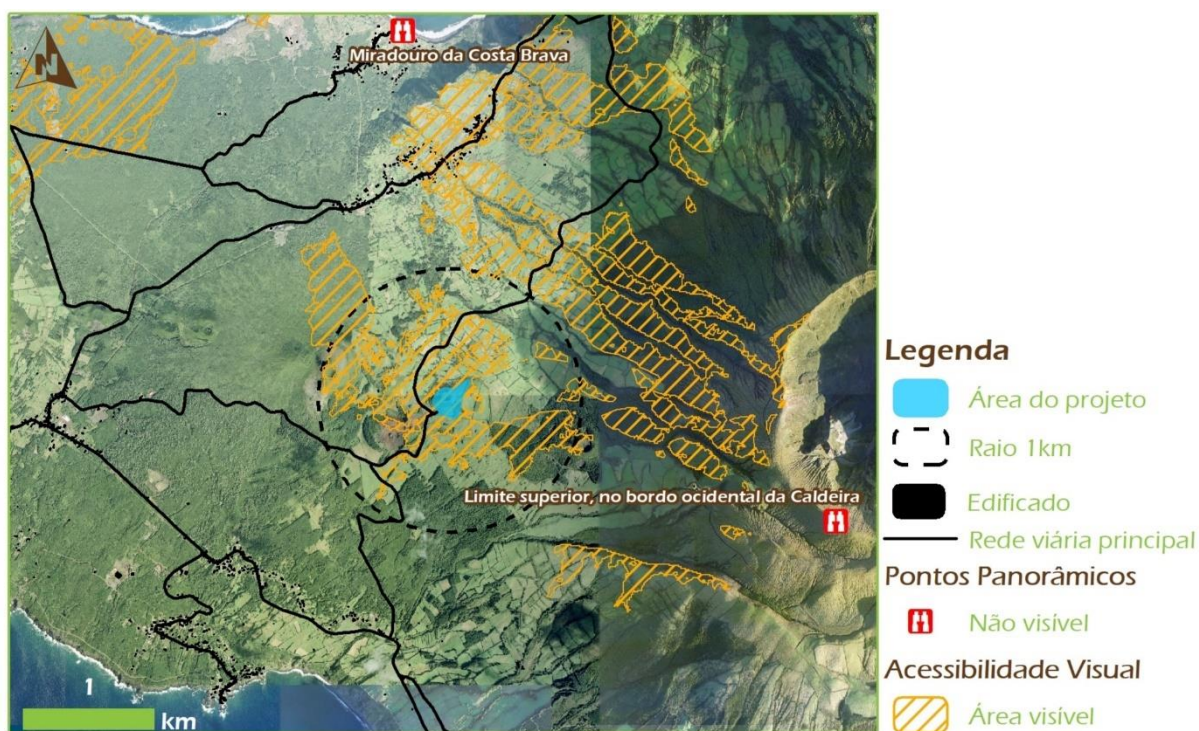 N
Miradouro da Costa Brava
Limite superior, no bordo ocidental da Caldeira
1
km
Legenda
Área do projeto
Raio 1km
Edificado
Rede viária principal
Pontos Panorâmicos
Não visível
Acessibilidade Visual
Área visível